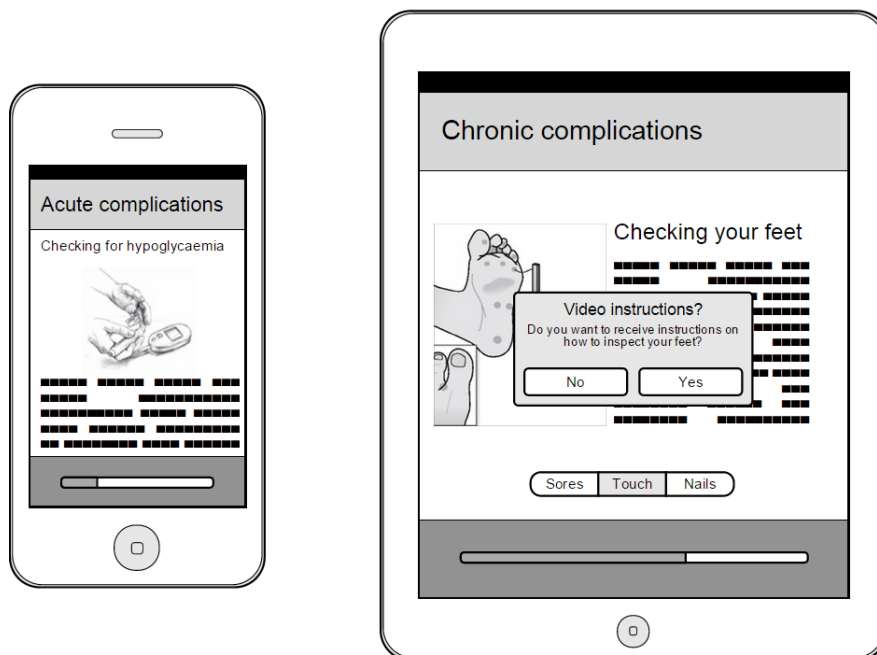 Acute complications
Checking for hypoglycaemia
Chronic complications
Checking your feet
Video instructions?
Do you want to receive instructions on
how to inspect your feet?
No
Yes
Sores
Touch
Nails